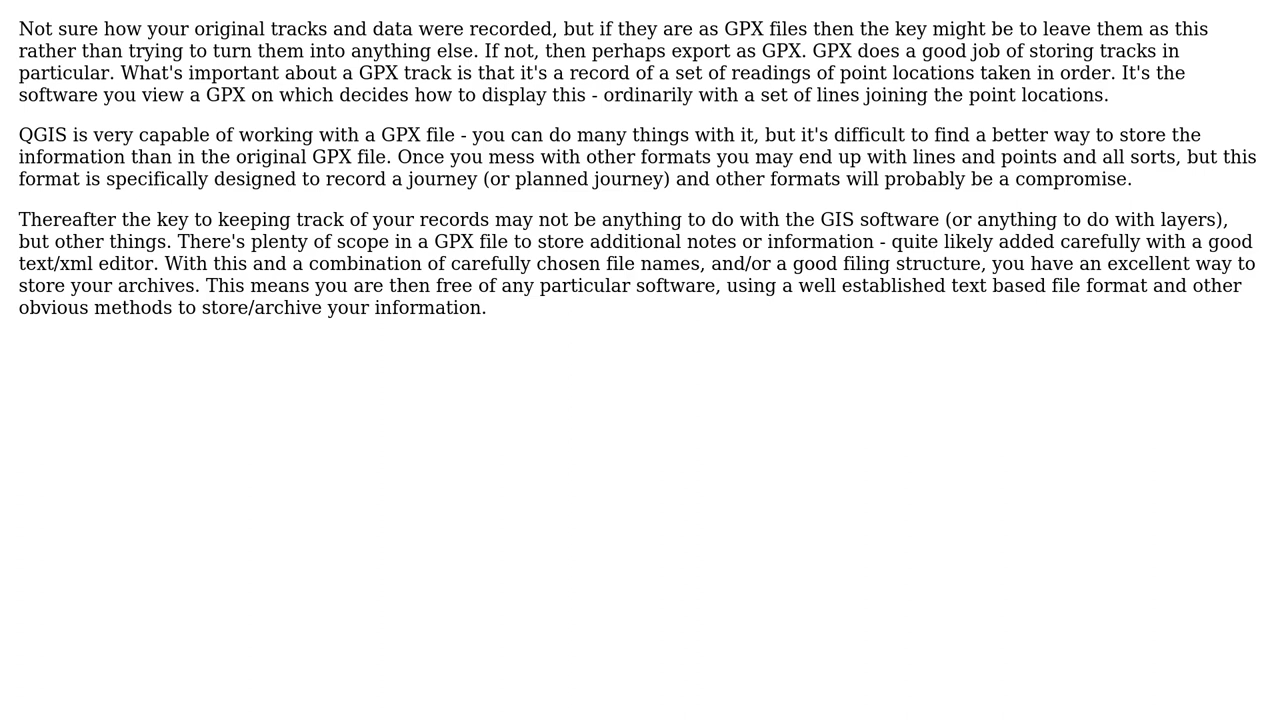 Not sure how your original tracks and data were recorded, but if they are as GPX files then the key might be to leave them as this
rather than trying to turn them into anything else. If not, then perhaps export as GPX. GPX does a good job of storing tracks in
particular. What's important about a GPX track is that it's a record of a set of readings of point locations taken in order. It's the
software you view a GPX on which decides how to display this - ordinarily with a set of lines joining the point locations.
QGIS is very capable of working with a GPX file - you can do many things with it, but it's difficult to find a better way to store the
information than in the original GPX file. Once you mess with other formats you may end up with lines and points and all sorts, but this
format is specifically designed to record a journey (or planned journey) and other formats will probably be a compromise.
Thereafter the key to keeping track of your records may not be anything to do with the GIS software (or anything to do with layers),
but other things. There's plenty of scope in a GPX file to store additional notes or information - quite likely added carefully with a good
text/xml editor. With this and a combination of carefully chosen file names, and/or a good filing structure, you have an excellent way to
store your archives. This means you are then free of any particular software, using a well established text based file format and other
obvious methods to store/archive your information.